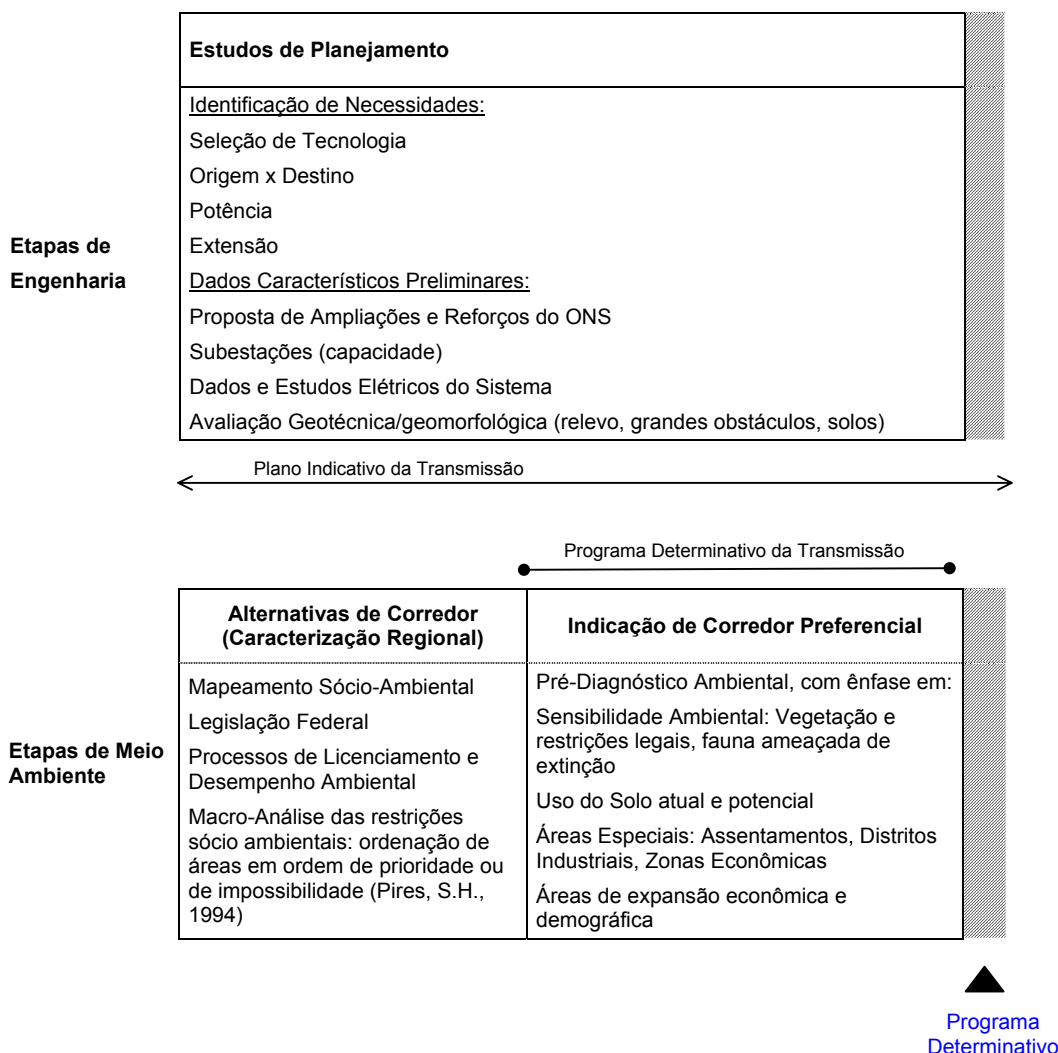 Estudos de Planejamento
Identificação de Necessidades:
Seleção de Tecnologia
Origem x Destino
Potência
Etapas de
Engenharia
Extensão
Dados Característicos Preliminares:
Proposta de Ampliações e Reforços do ONS
Subestações (capacidade)
Dados e Estudos Elétricos do Sistema
Avaliação Geotécnica/geomorfológica (relevo, grandes obstáculos, solos)
Plano Indicativo da Transmissão
Programa Determinativo da Transmissão
Alternativas de Corredor
(Caracterização Regional)
Indicação de Corredor Preferencial
Etapas de Meio
Ambiente
Mapeamento Sócio-Ambiental
Legislação Federal
Processos de Licenciamento e
Desempenho Ambiental
Macro-Análise das restrições
sócio ambientais: ordenação de
áreas em ordem de prioridade ou
de impossibilidade (Pires, S.H.,
1994)
Pré-Diagnóstico Ambiental, com ênfase em:
Sensibilidade Ambiental: Vegetação e
restrições legais, fauna ameaçada de
extinção
Uso do Solo atual e potencial
Áreas Especiais: Assentamentos, Distritos
Industriais, Zonas Econômicas
Áreas de expansão econômica e
demográfica
Programa
Determinativo